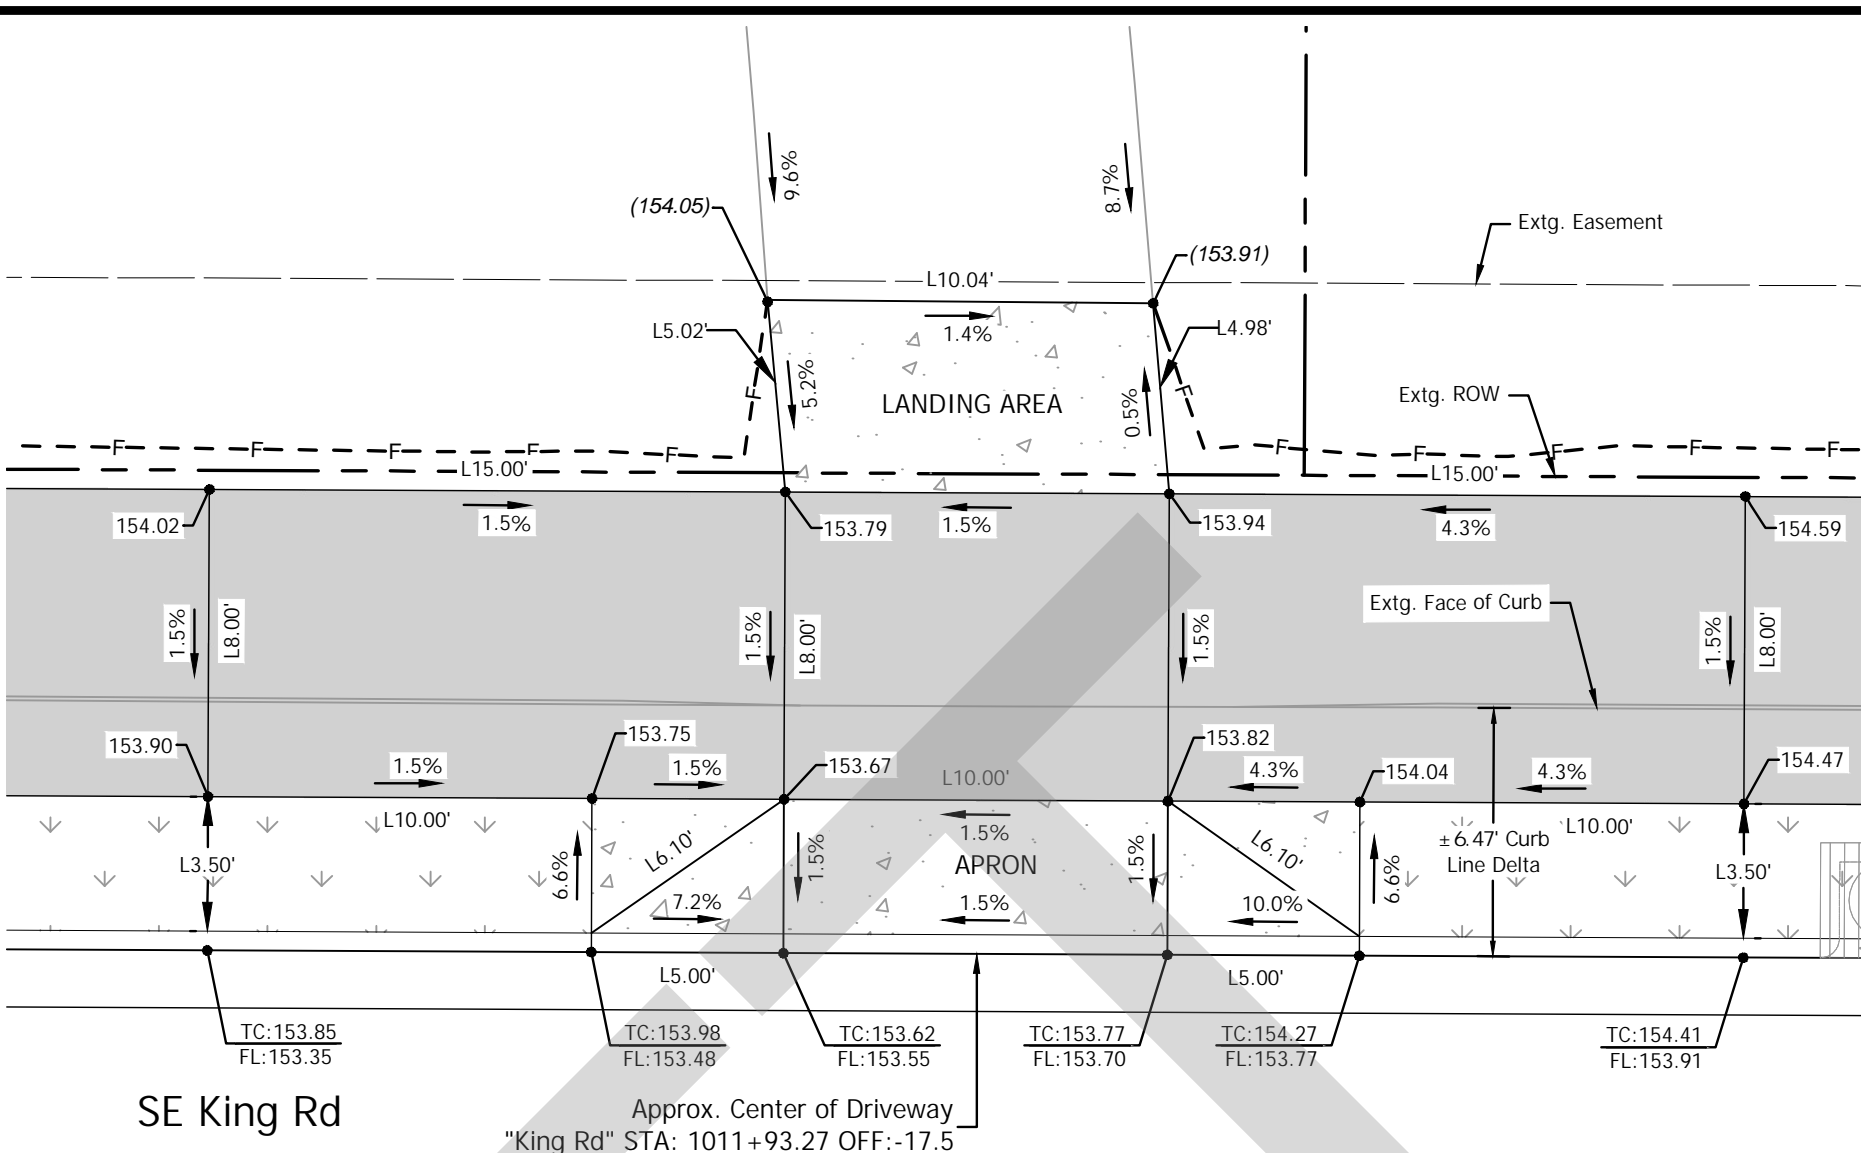 9.6%
8.7%
(154.05)
Extg. Easement
(153.91)
L10.04'
L5.02'
1.4%
L4.98'
5.2%
LANDING AREA
0.5%
Extg. ROW
F
F
F F F F F
F F F F F
L15.00'
L15.00'
154.02
1.5%
153.79
1.5%
153.94
4.3%
154.59
1.5%
L8.00'
1.5%
L8.00'
1.5%
Extg. Face of Curb
1.5%
L8.00'
153.90
153.75
1.5%
1.5%
153.67
L10.00'
153.82
4.3%
154.04
4.3%
154.47
L10.00'
1.5%
L10.00'
L3.50'
6.6%
L6.10'
1.5%
APRON
1.5%
L6.10'
6.6%
±6.47' Curb
Line Delta
L3.50'
7.2%
1.5%
10.0%
L5.00'
L5.00'
TC:153.85
FL:153.35
TC:153.98
FL:153.48
TC:153.62
FL:153.55
TC:153.77
FL:153.70
TC:154.27
FL:153.77
TC:154.41
FL:153.91
SE King Rd
Approx. Center of Driveway
"King Rd" STA: 1011+93.27 OFF:-17.5